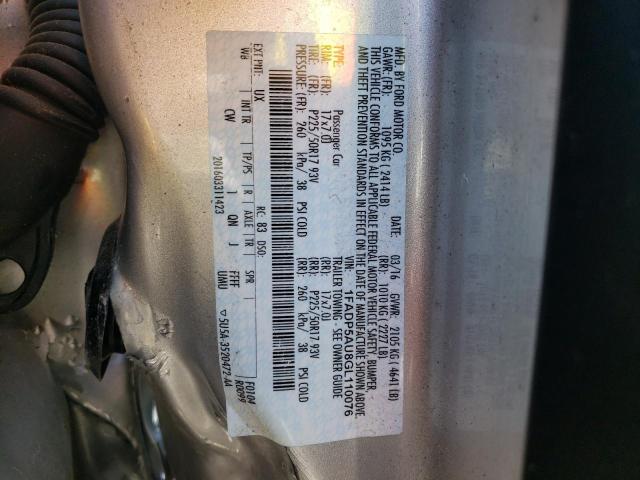 MFD. BY FORD MOTOR CO.
DATE: 03/16 GVWR: 2105 KG ( 4641 LB)
GAWR: (FR): 1095 KG ( 2414 LB) (RR): 1010 KG ( 2227 LB)
THIS VEHICLE CONFORMS TO ALL APPLICABLE FEDERAL MOTOR VEHICLE SAFETY, BUMPER,
AND THEFT PREVENTION STANDARDS IN EFFECT ON THE DATE OF MANUFACTURE SHOWN ABOVE.
VIN: 1FADP5AU8GL110076
TYPE: Passenger Car TRAILER TOWING - SEE OWNER GUIDE
RIM: (FR): 17x7.0J (RR): 17x7.0J
TIRE: (FR): P225/50R17 93V (RR): P225/50R17 93V
PRESSURE: (FR): 260 kPa/ 38 PSI COLD (RR): 260 kPa/ 38 PSI COLD
EXT PNT: UX RC: 83 DSO: F0104
R0099
WB INT TR TP/PS R AXLE TR SPR
CW I QN J FFFF UMU
201603311423 ▽5U5A-3520472-AA